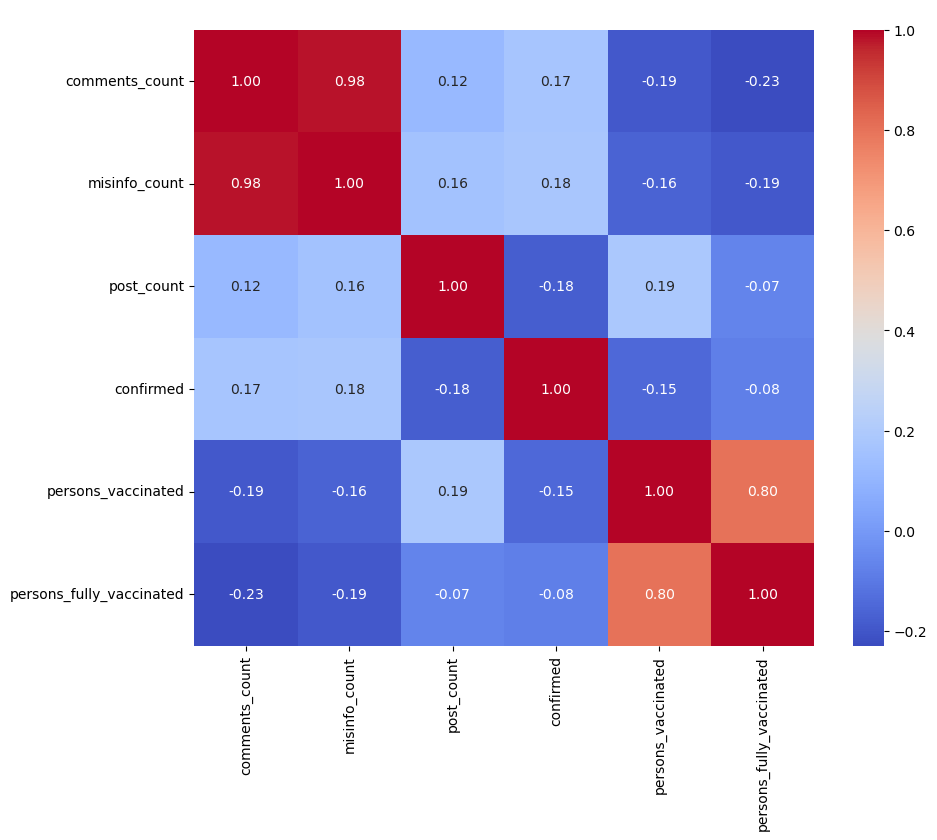 comments_count 1.00 0.98 0.12 0.17 -0.19 -0.23
misinfo_count 0.98 1.00 0.16 0.18 -0.16 -0.19
post_count 0.12 0.16 1.00 -0.18 0.19 -0.07
confirmed 0.17 0.18 -0.18 1.00 -0.15 -0.08
persons_vaccinated -0.19 -0.16 0.19 -0.15 1.00 0.80
persons_fully_vaccinated -0.23 -0.19 -0.07 -0.08 0.80 1.00
comments_count
misinfo_count
post_count
confirmed
persons_vaccinated
persons_fully_vaccinated
1.0
0.8
0.6
0.4
0.2
0.0
−0.2